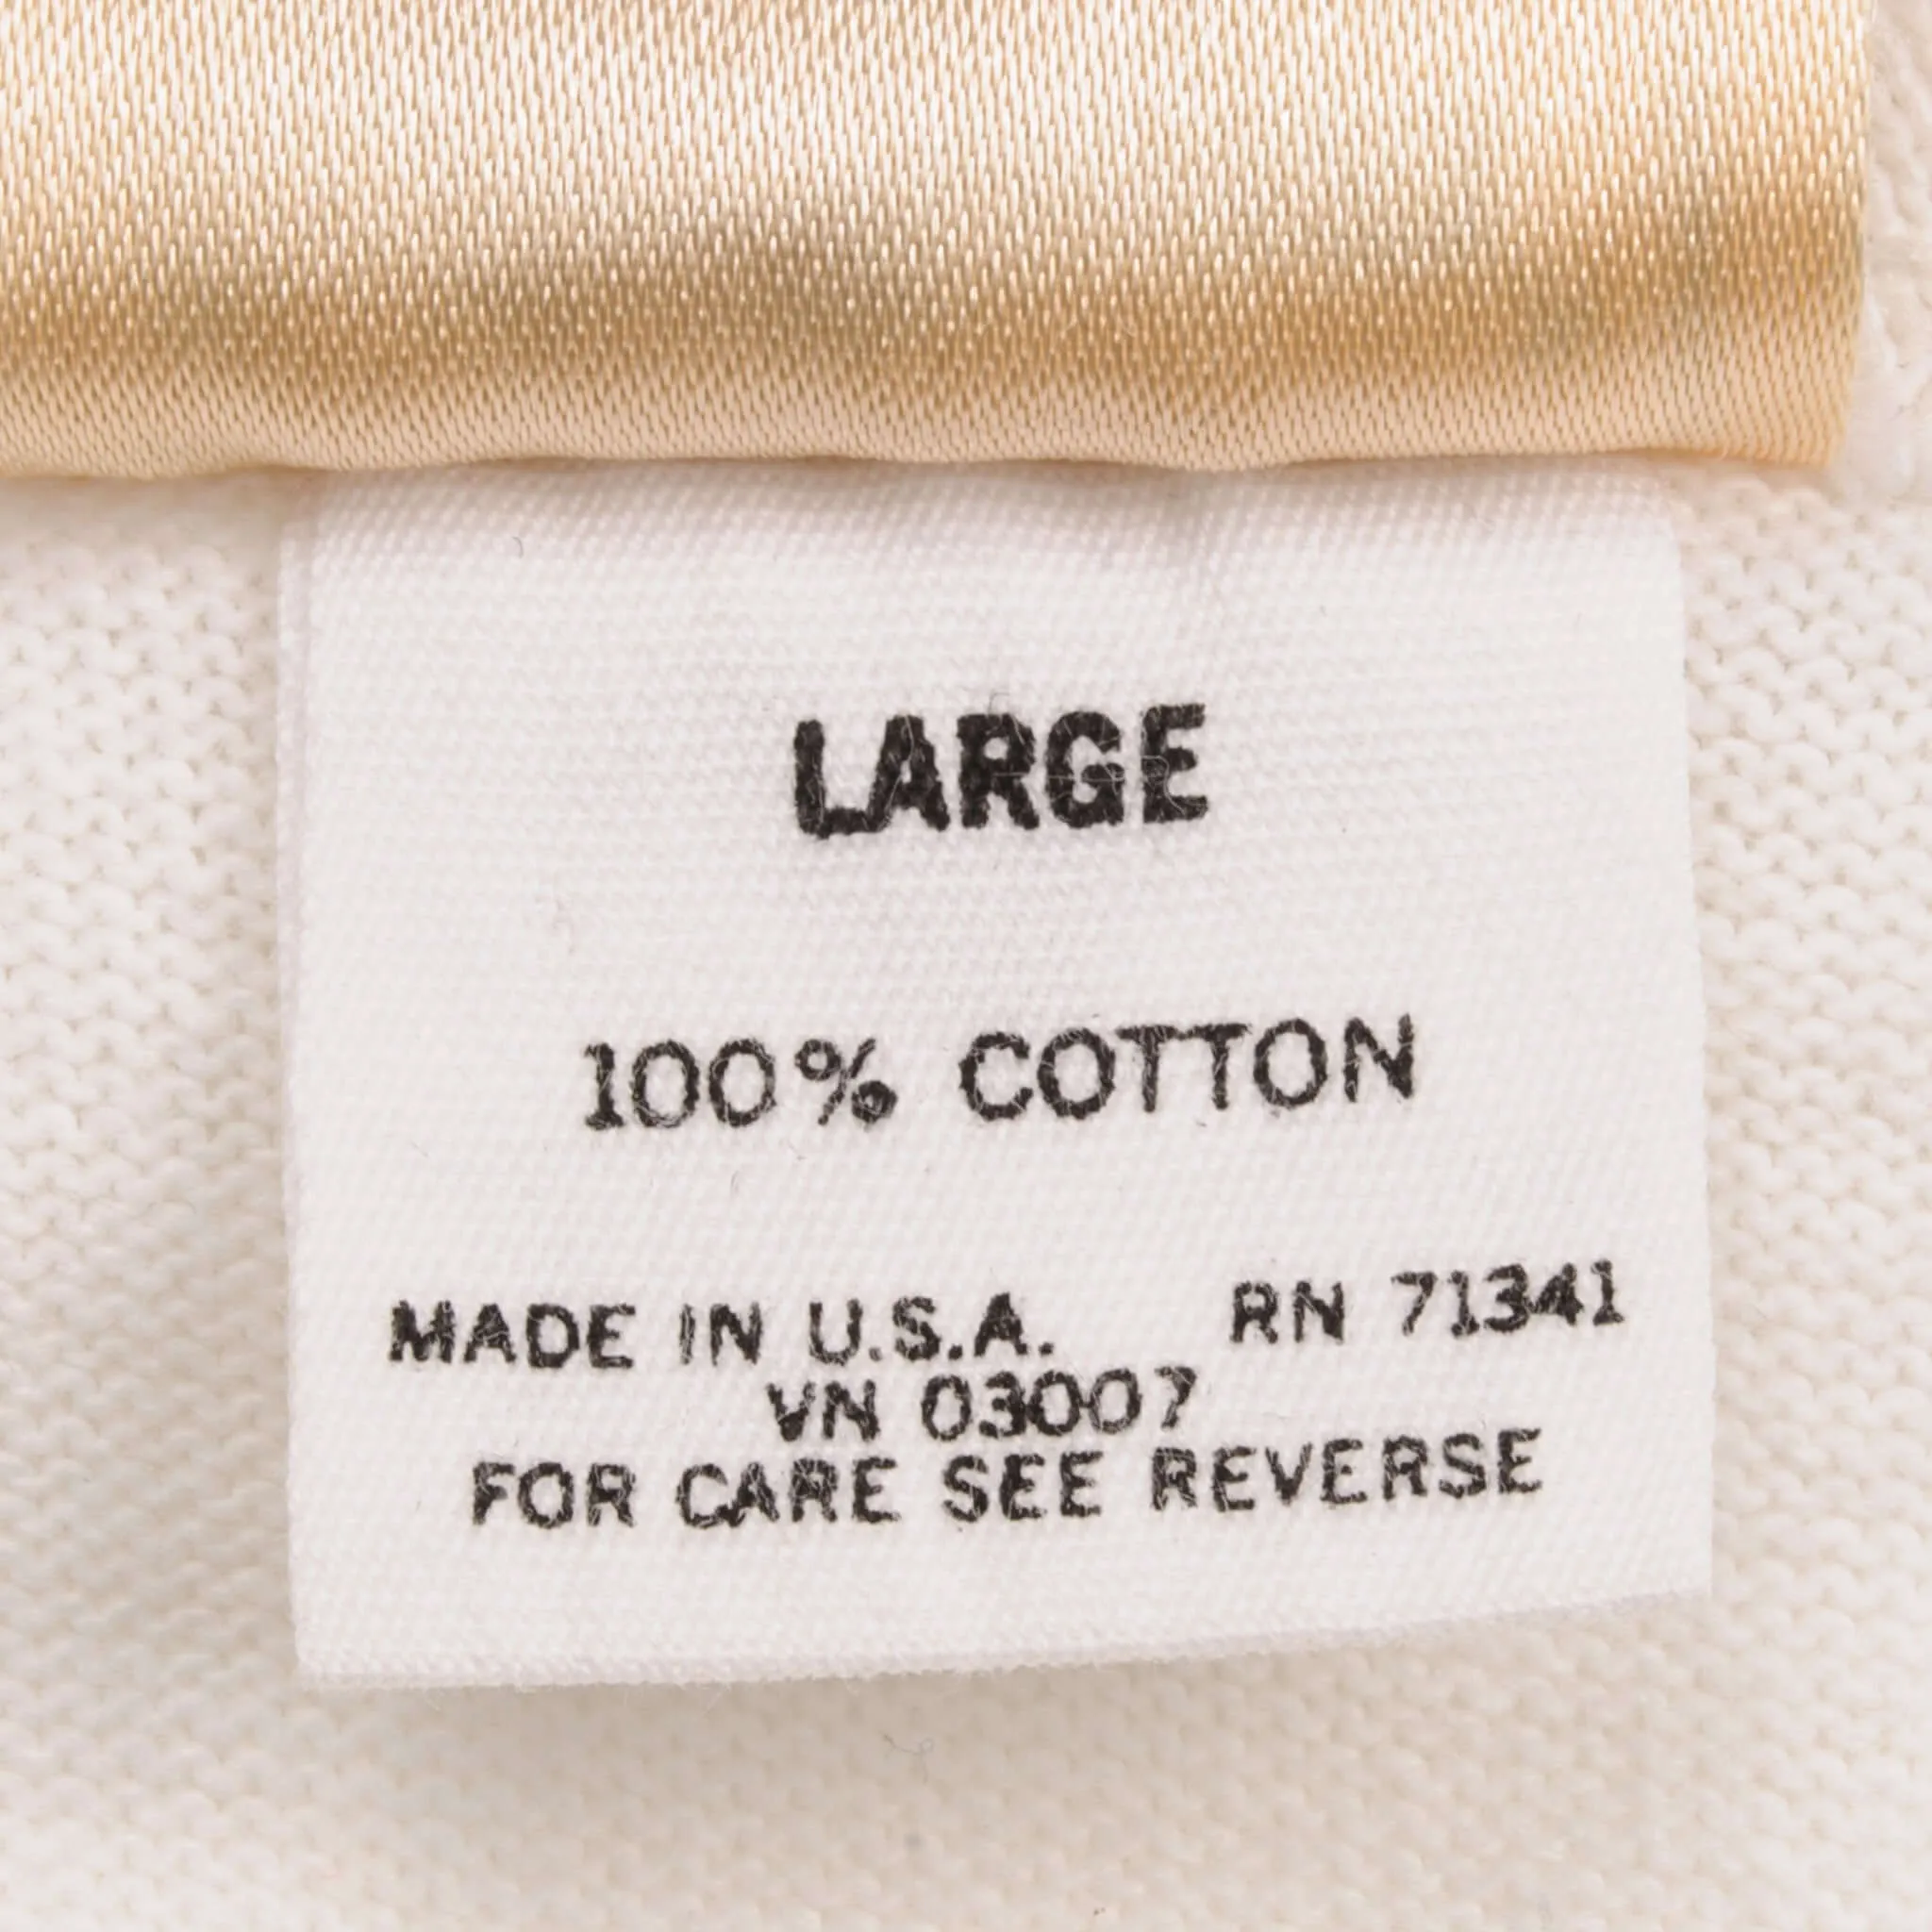 LARGE
100% COTTON
MADE IN U.S.A. RN 71341
VN 03007
FOR CARE SEE REVERSE